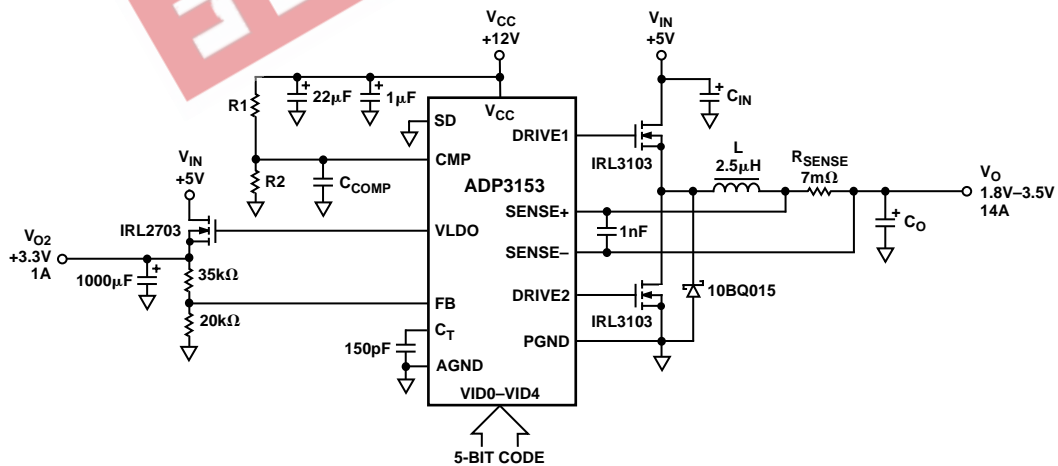 VCC
+12V
VIN
+5V
R1
22µF
1µF
CIN
SD
VCC
DRIVE1
IRL3103
L
2.5µH
RSENSE
7mΩ
VIN
+5V
CMP
R2
CCOMP
ADP3153
VO
1.8V–3.5V
14A
SENSE+
1nF
CO
IRL2703
VLDO
SENSE–
VO2
+3.3V
1A
1000µF
35kΩ
DRIVE2
10BQ015
IRL3103
FB
20kΩ
CT
PGND
150pF
AGND
VID0–VID4
5-BIT CODE